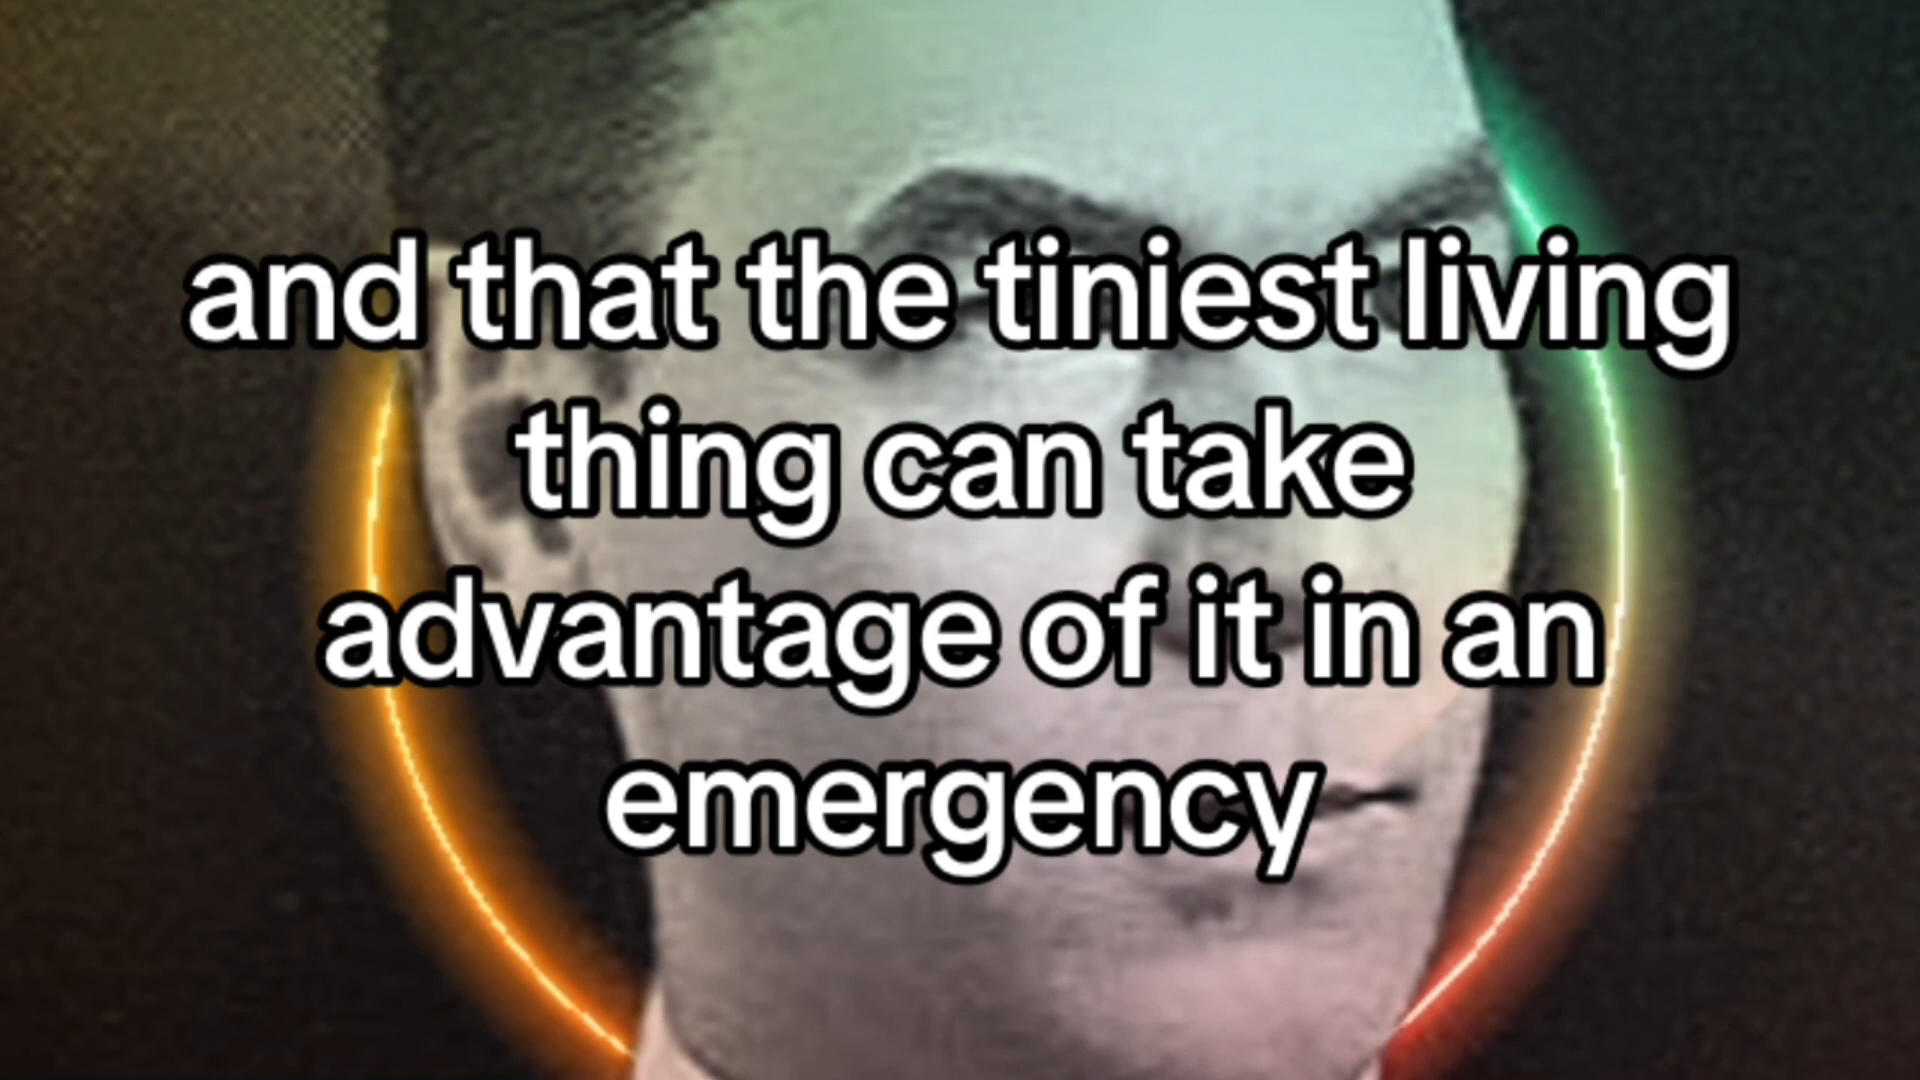 and that the tiniest living
thing can take
advantage of it in an
emergency